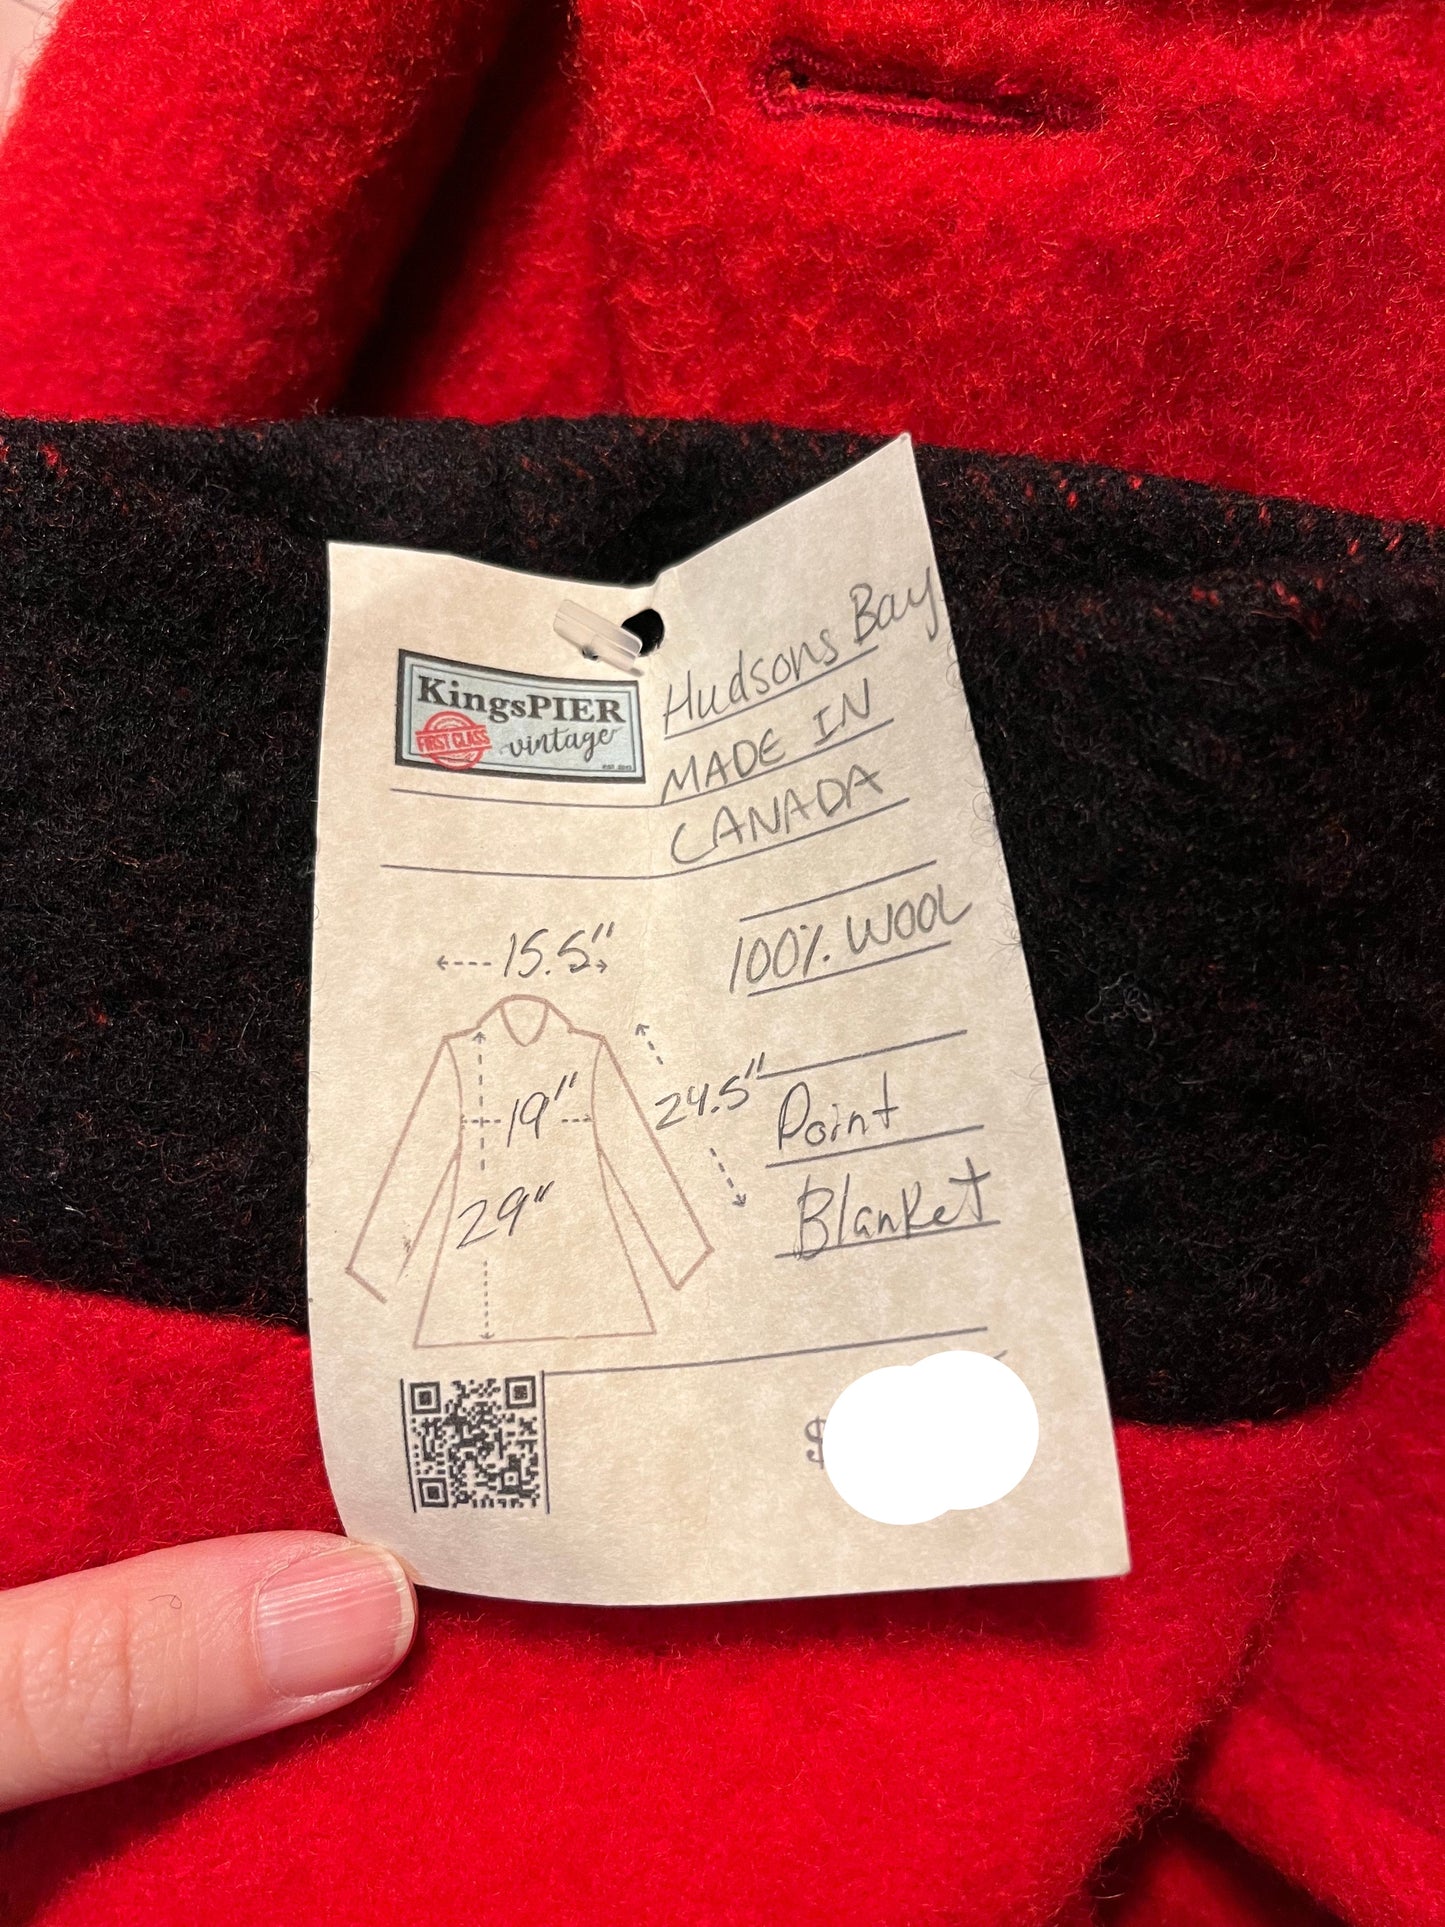 KingsPIER
FIRST CLASS
vintage
Hudsons Bay
MADE IN
CANADA
100% WOOL
Point
Blanket
15.5"
19"
24.5"
29"
$